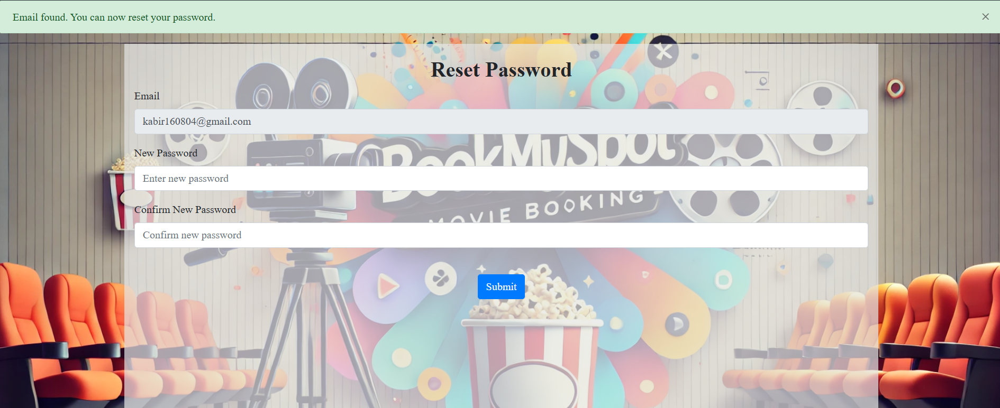 Email found. You can now reset your password.
×
Reset Password
Email
kabir160804@gmail.com
BookMySpot
New Password
Enter new password
MOVIE BOOKING
Confirm New Password
Confirm new password
Submit